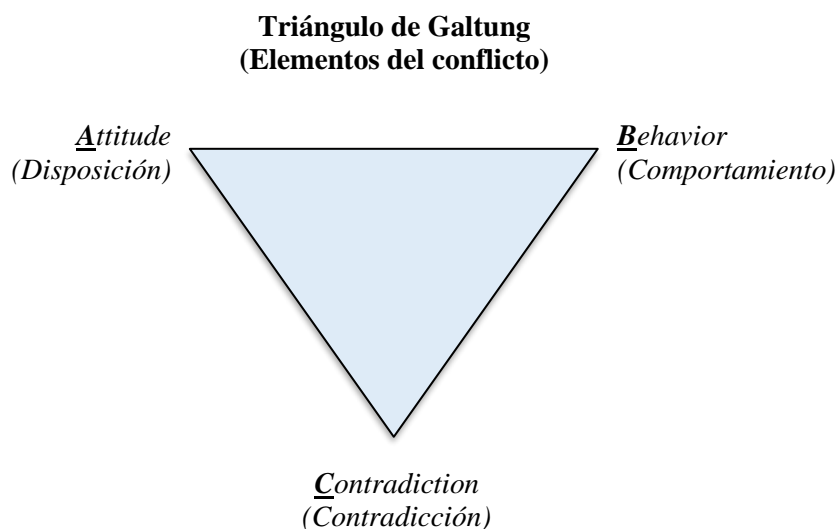 Triángulo de Galtung
(Elementos del conflicto)
Attitude
(Disposición)
Behavior
(Comportamiento)
Contradiction
(Contradicción)